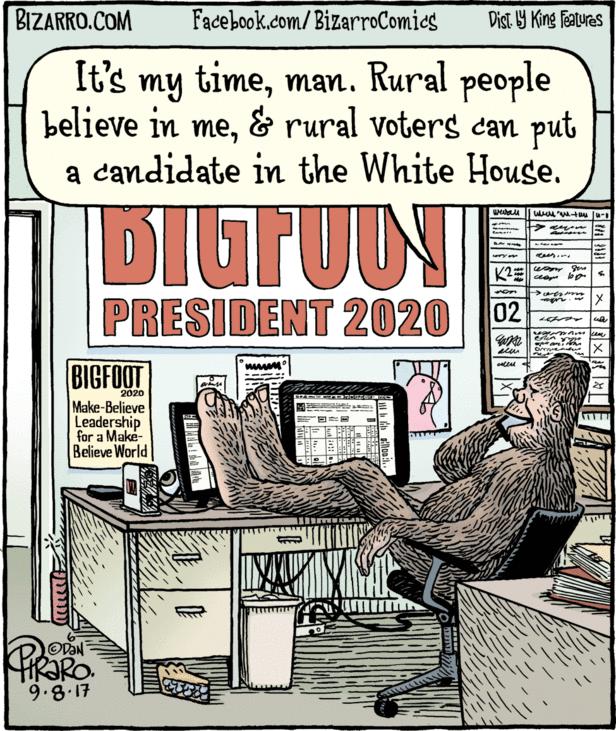 BIZARRO.COM
Facebook.com/BizarroComics
Dist. by King Features
It's my time, man. Rural people
believe in me, & rural voters can put
a candidate in the White House.
BIGFOOT
PRESIDENT 2020
BIGFOOT
2020
Make-Believe
Leadership
for a Make-
Believe World
K2
02
6
©DAN
PIRARO.
9.8.17